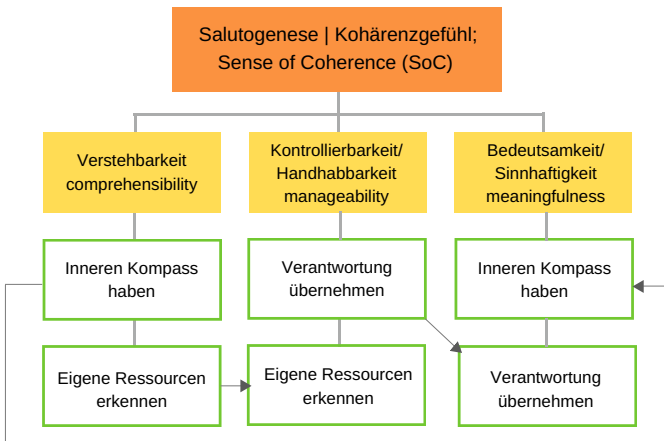 Salutogenese | Kohärenzgefühl;
Sense of Coherence (SoC)
Verstehbarkeit
comprehensibility
Kontrollierbarkeit/
Handhabbarkeit
manageability
Bedeutsamkeit/
Sinnhaftigkeit
meaningfulness
Inneren Kompass
haben
Verantwortung
übernehmen
Inneren Kompass
haben
Eigene Ressourcen
erkennen
Eigene Ressourcen
erkennen
Verantwortung
übernehmen